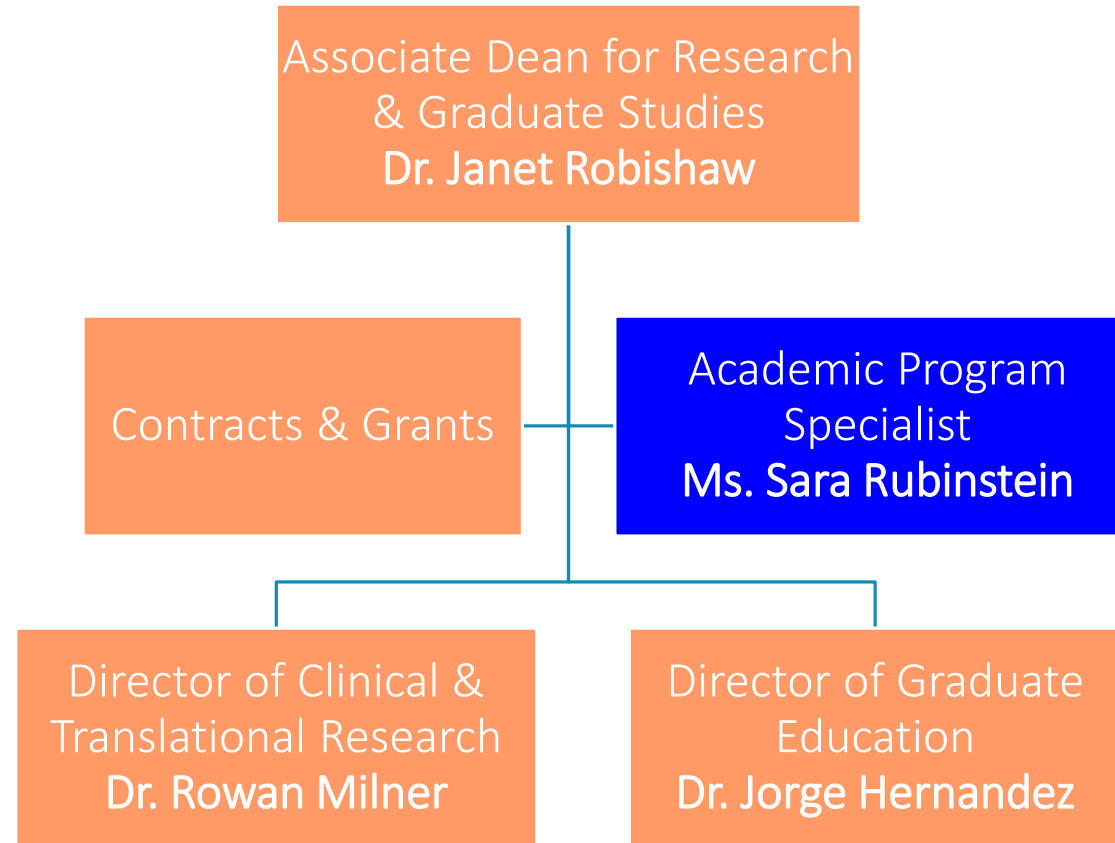 Associate Dean for Research
& Graduate Studies
Dr. Janet Robishaw
Contracts & Grants
Academic Program
Specialist
Ms. Sara Rubinstein
Director of Clinical &
Translational Research
Dr. Rowan Milner
Director of Graduate
Education
Dr. Jorge Hernandez